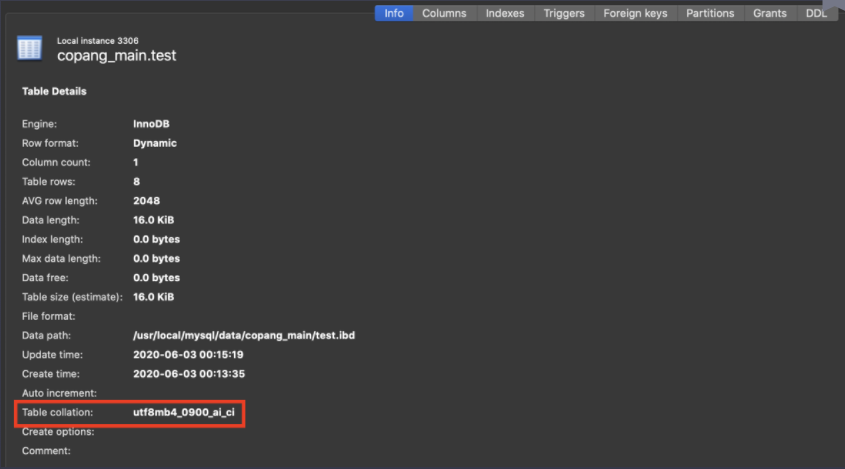 Info Columns Indexes Triggers Foreign keys Partitions Grants DDL
Local instance 3306
copang_main.test
Table Details
Engine: InnoDB
Row format: Dynamic
Column count: 1
Table rows: 8
AVG row length: 2048
Data length: 16.0 KiB
Index length: 0.0 bytes
Max data length: 0.0 bytes
Data free: 0.0 bytes
Table size (estimate): 16.0 KiB
File format:
Data path: /usr/local/mysql/data/copang_main/test.ibd
Update time: 2020-06-03 00:15:19
Create time: 2020-06-03 00:13:35
Auto increment:
Table collation: utf8mb4_0900_ai_ci
Create options:
Comment: